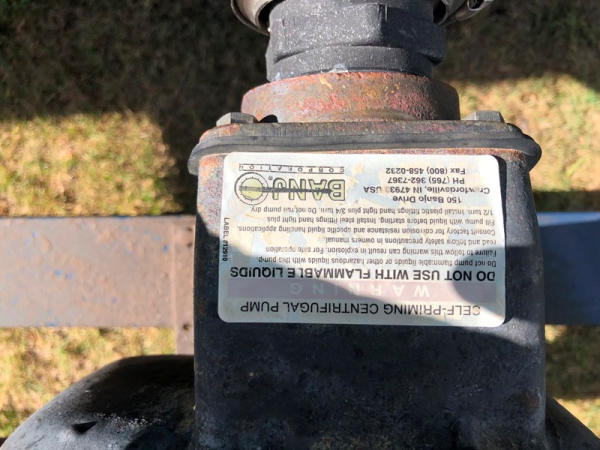 CELF-PRIMING CENTRIFUGAL PUMP
WARNING
DO NOT USE WITH FLAMMABLE LIQUIDS
Do not pump flammable liquids or other hazardous liquids with this pump
Failure to follow this warning can result in explosion. For safe operation
read and follow safety precautions in owners manual.
Consult factory for corrosion resistance and specific liquid handling applications
Fill pump with liquid before starting. Install steel fittings hand tight plus
1/2 turn. Install plastic fittings hand tight plus 3/4 turn. Do not run pump dry
BANJO
CORPORATION
150 Banjo Drive
Crawfordsville, IN 47933 USA
PH (765) 362-7367
Fax (800) 458-0232
LABEL